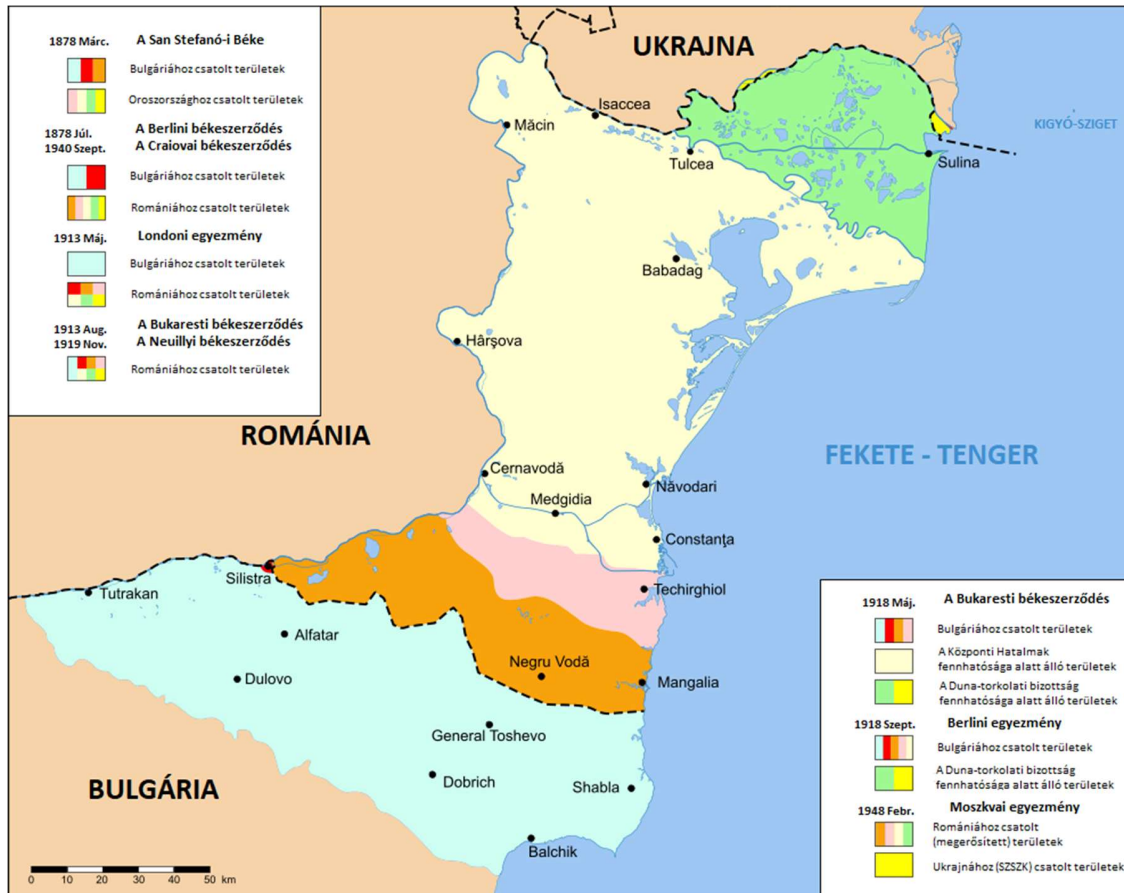 1878 Márc. A San Stefanó-i Béke
Bulgáriához csatolt területek
Oroszországhoz csatolt területek
1878 Júl. A Berlini békeszerződés
1940 Szept. A Craiovai békeszerződés
Bulgáriához csatolt területek
Romániához csatolt területek
1913 Máj. Londoni egyezmény
Bulgáriához csatolt területek
Romániához csatolt területek
1913 Aug. A Bukaresti békeszerződés
1919 Nov. A Neuillyi békeszerződés
Romániához csatolt területek
UKRAJNA
Isaccea
Măcin
KIGYÓ-SZIGET
Tulcea
Sulina
Babadag
Hârşova
ROMÁNIA
FEKETE - TENGER
Cernavodă
Năvodari
Medgidia
Constanţa
Silistra
Techirghiol
Tutrakan
Alfatar
Negru Vodă
Dulovo
Mangalia
General Toshevo
Dobrich
Shabla
BULGÁRIA
Balchik
0 10 20 30 40 50 km
1918 Máj. A Bukaresti békeszerződés
Bulgáriához csatolt területek
A Központi Hatalmak
fennhatósága alatt álló területek
A Duna-torkolati bizottság
fennhatósága alatt álló területek
1918 Szept. Berlini egyezmény
Bulgáriához csatolt területek
A Duna-torkolati bizottság
fennhatósága alatt álló területek
1948 Febr. Moszkvai egyezmény
Romániához csatolt
(megerősített) területek
Ukrajnához (SZSZK) csatolt területek